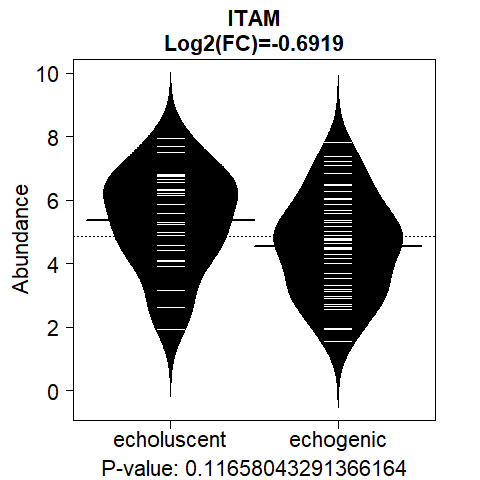 ITAM
Log2(FC)=-0.6919
Abundance
10
8
6
4
2
0
echoluscent echogenic
P-value: 0.11658043291366164